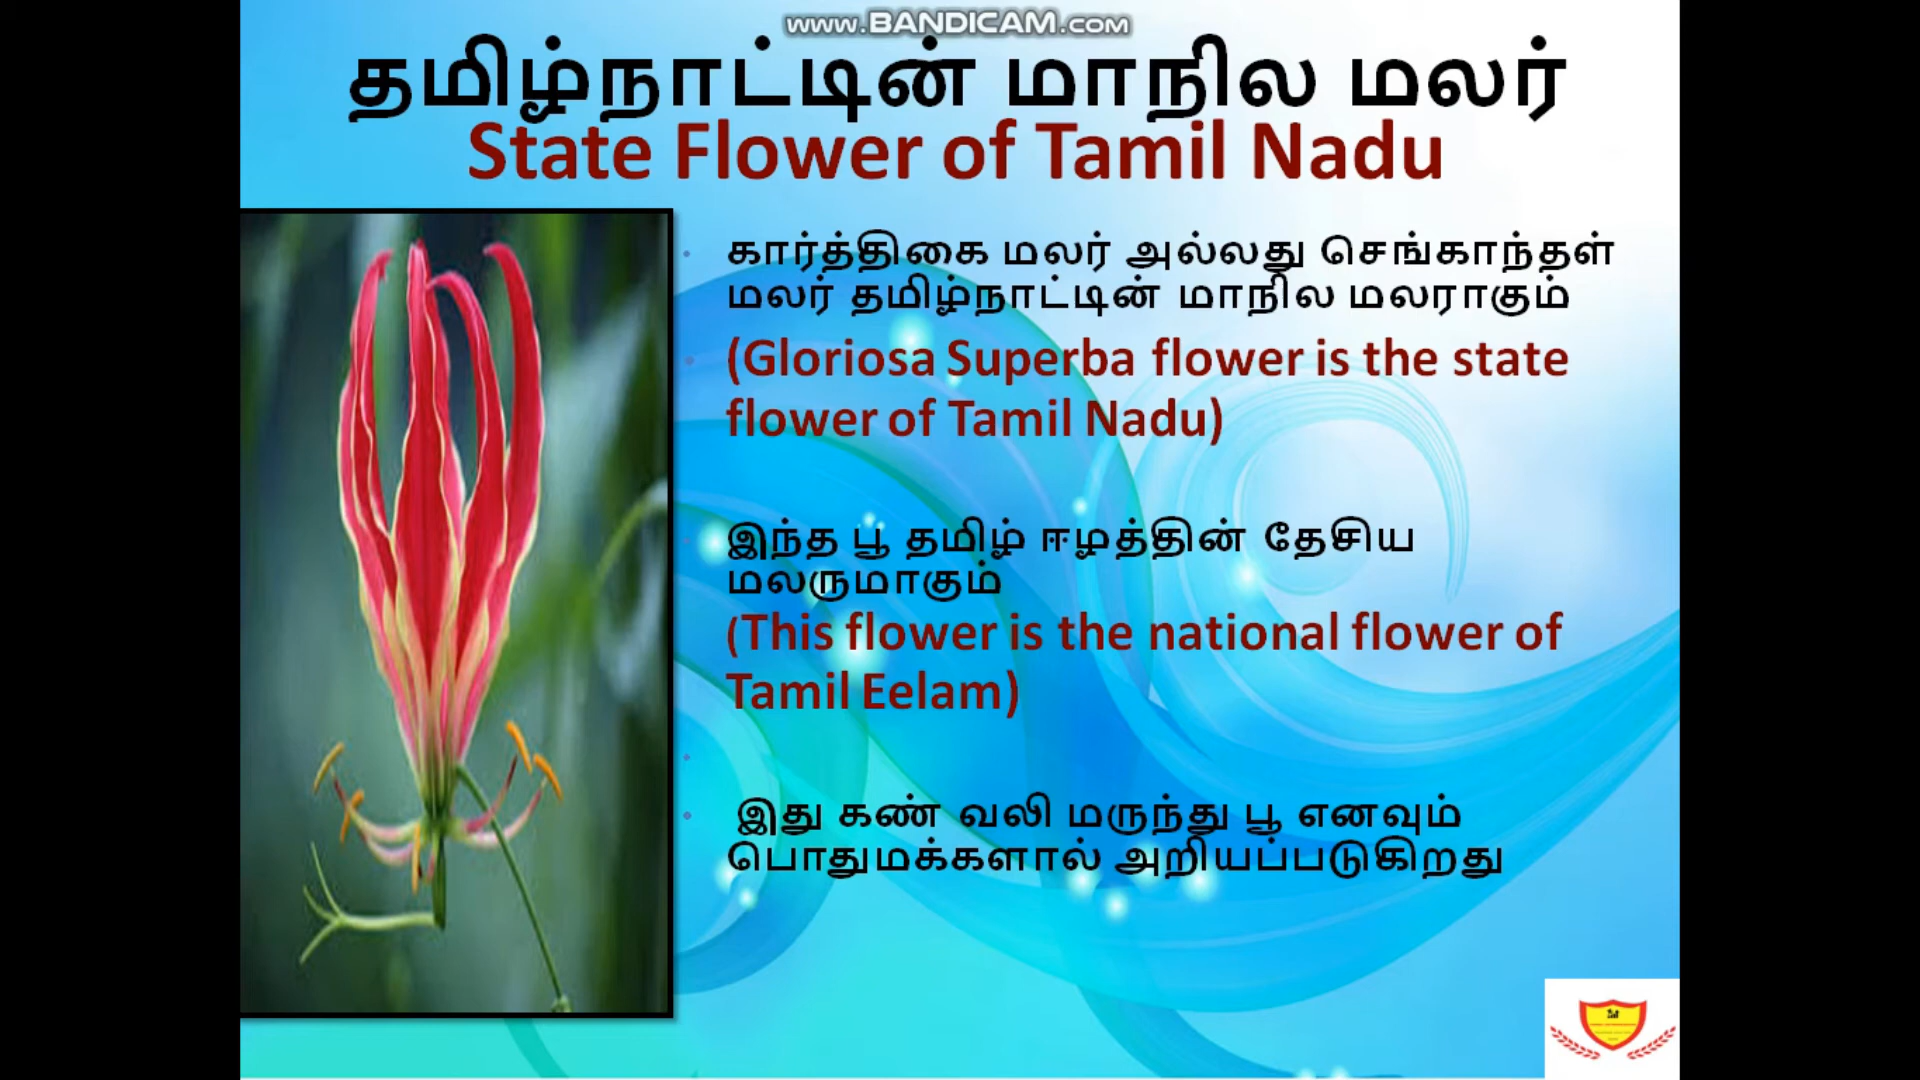 www.BANDICAM.com
தமிழ்நாட்டின் மாநில மலர்
State Flower of Tamil Nadu
கார்த்திகை மலர் அல்லது செங்காந்தள்
மலர் தமிழ்நாட்டின் மாநில மலராகும்
(Gloriosa Superba flower is the state
flower of Tamil Nadu)
இந்த பூ தமிழ் ஈழத்தின் தேசிய
மலருமாகும்
(This flower is the national flower of
Tamil Eelam)
இது கண் வலி மருந்து பூ எனவும்
பொதுமக்களால் அறியப்படுகிறது